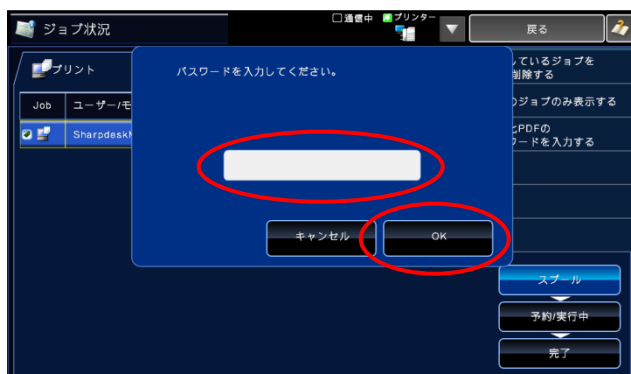 ジョブ状況
□通信中
プリンター
戻る
プリント
パスワードを入力してください。
ているジョブを
削除する
Job ユーザー/モ
のジョブのみ表示する
Sharpdesk
PDFの
ワードを入力する
キャンセル
OK
スプール
予約/実行中
完了